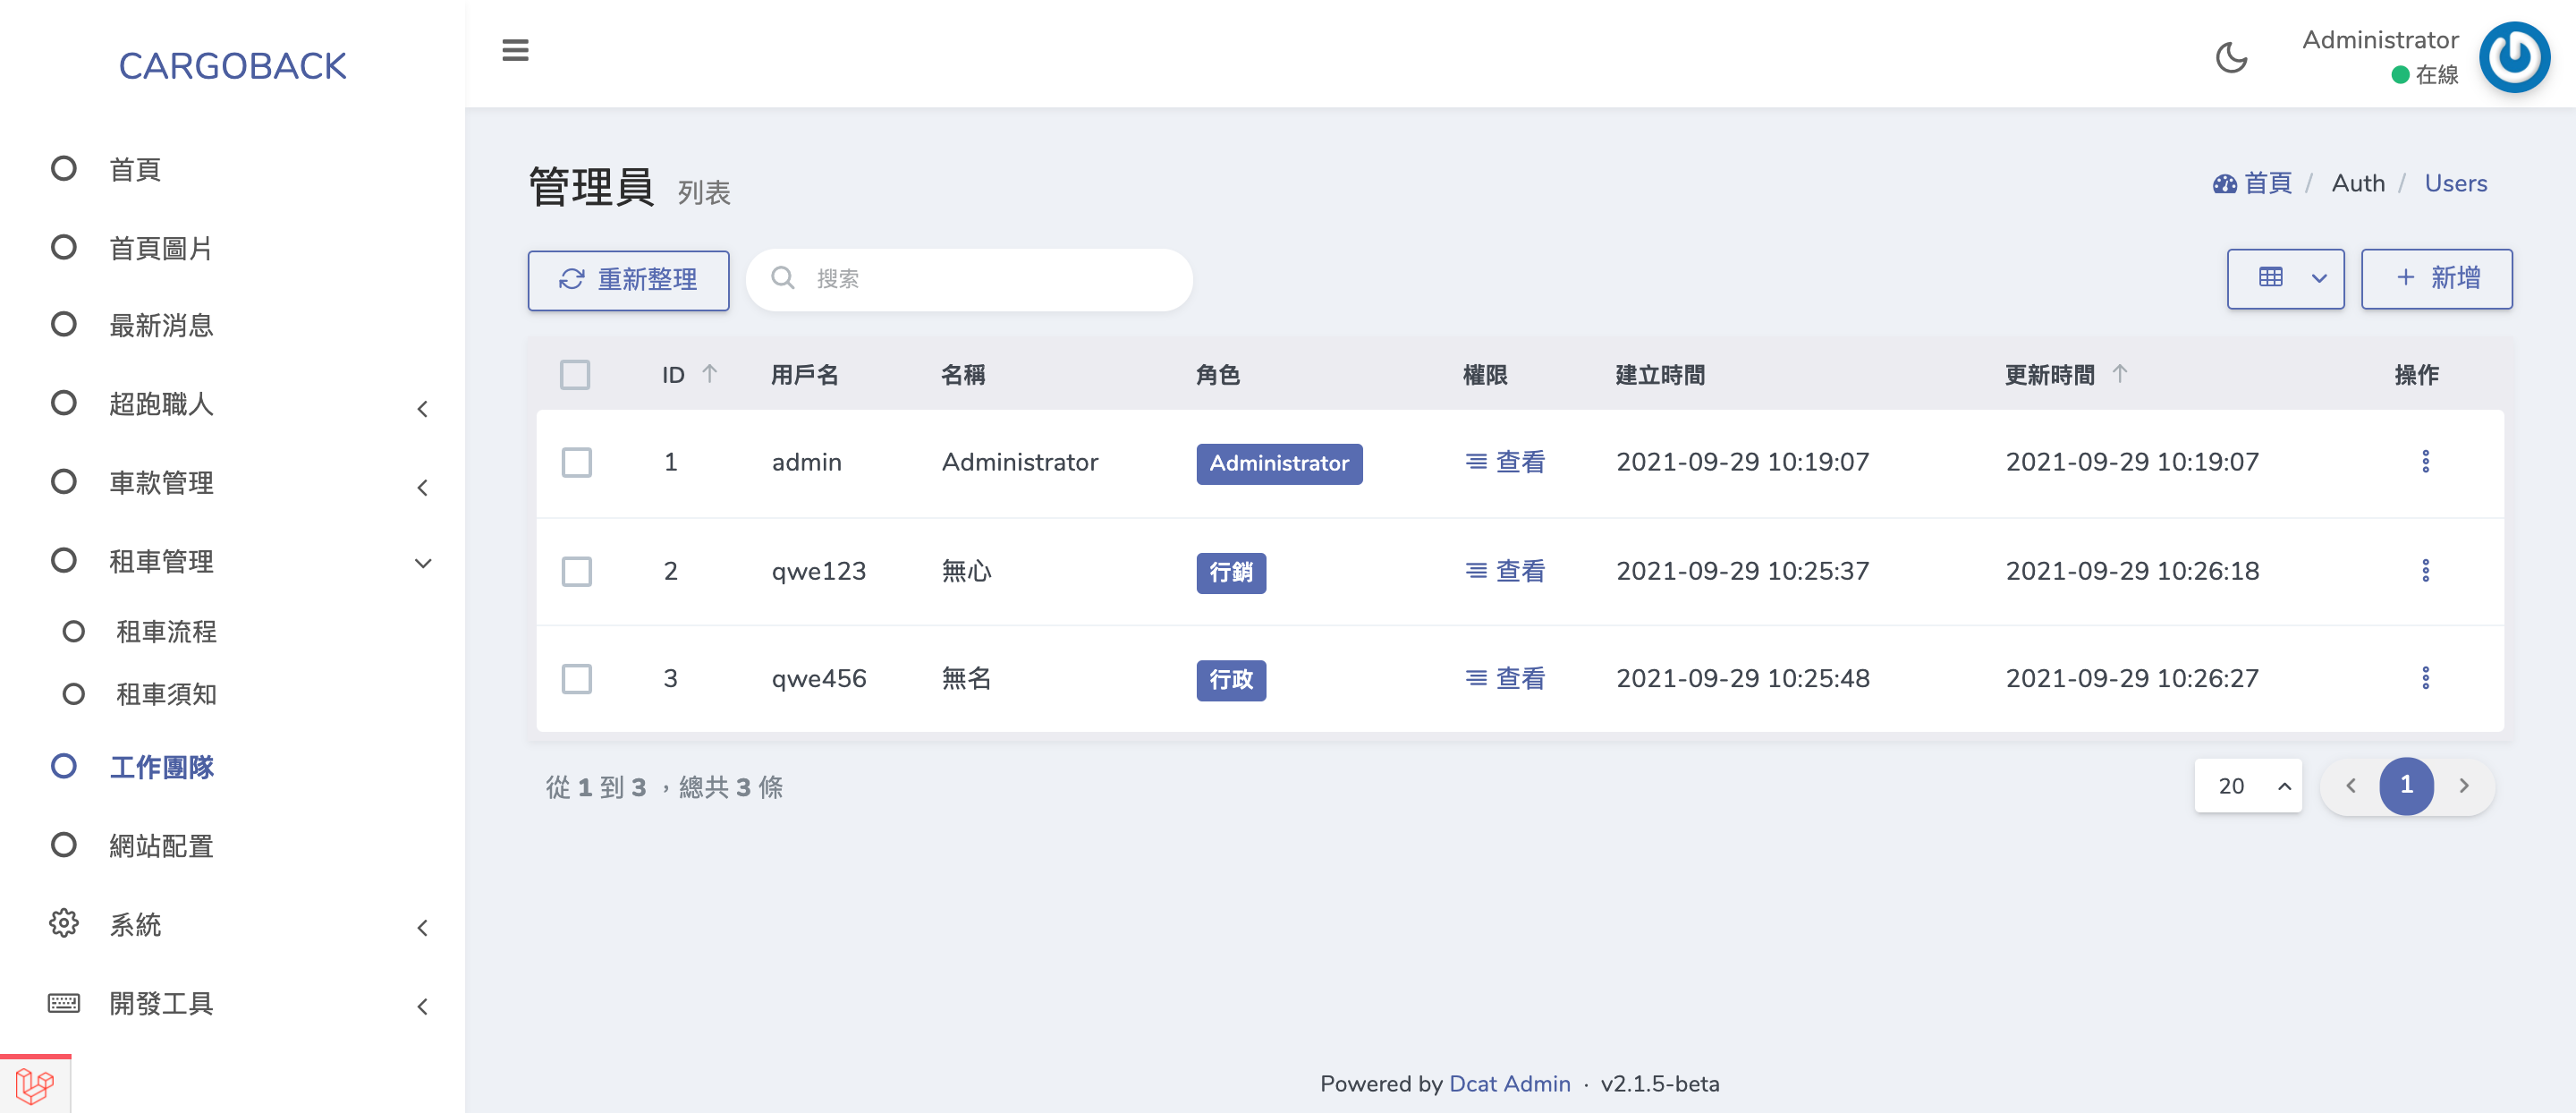 CARGOBACK
首頁
首頁圖片
最新消息
超跑職人
車款管理
租車管理
租車流程
租車須知
工作團隊
網站配置
系統
開發工具
Administrator
在線
管理員 列表
首頁 / Auth / Users
重新整理 搜索 + 新增
ID 用戶名 名稱 角色 權限 建立時間 更新時間 操作
1 admin Administrator Administrator 查看 2021-09-29 10:19:07 2021-09-29 10:19:07
2 qwe123 無心 行銷 查看 2021-09-29 10:25:37 2021-09-29 10:26:18
3 qwe456 無名 行政 查看 2021-09-29 10:25:48 2021-09-29 10:26:27
從 1 到 3 ，總共 3 條 20 1
Powered by Dcat Admin · v2.1.5-beta